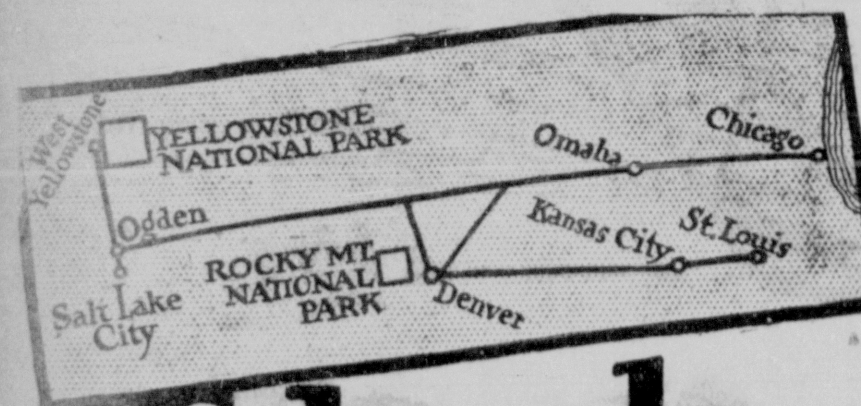 West
Yellowstone
YELLOWSTONE
NATIONAL PARK
Omaha
Chicago
Ogden
Kansas City
St. Louis
ROCKY MT.
NATIONAL
PARK
Denver
Salt Lake
City